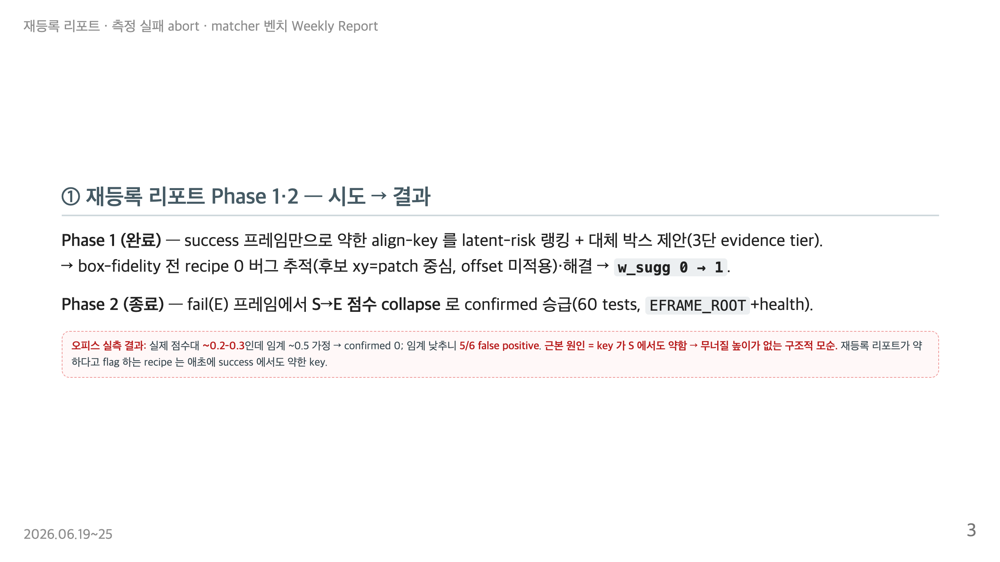 재등록 리포트 · 측정 실패 abort · matcher 벤치 Weekly Report
① 재등록 리포트 Phase 1·2 — 시도 → 결과
Phase 1 (완료) — success 프레임만으로 약한 align-key 를 latent-risk 랭킹 + 대체 박스 제안(3단 evidence tier).
→ box-fidelity 전 recipe 0 버그 추적(후보 xy=patch 중심, offset 미적용)·해결 → w_sugg 0 → 1.
Phase 2 (종료) — fail(E) 프레임에서 S→E 점수 collapse 로 confirmed 승급(60 tests, EFRAME_ROOT+health).
오피스 실측 결과: 실제 점수대 ~0.2-0.3인데 임계 ~0.5 가정 → confirmed 0; 임계 낮추니 5/6 false positive. 근본 원인 = key 가 S 에서도 약함 → 무너질 높이가 없는 구조적 모순. 재등록 리포트가 약
하다고 flag 하는 recipe 는 애초에 success 에서도 약한 key.
2026.06.19~25
3